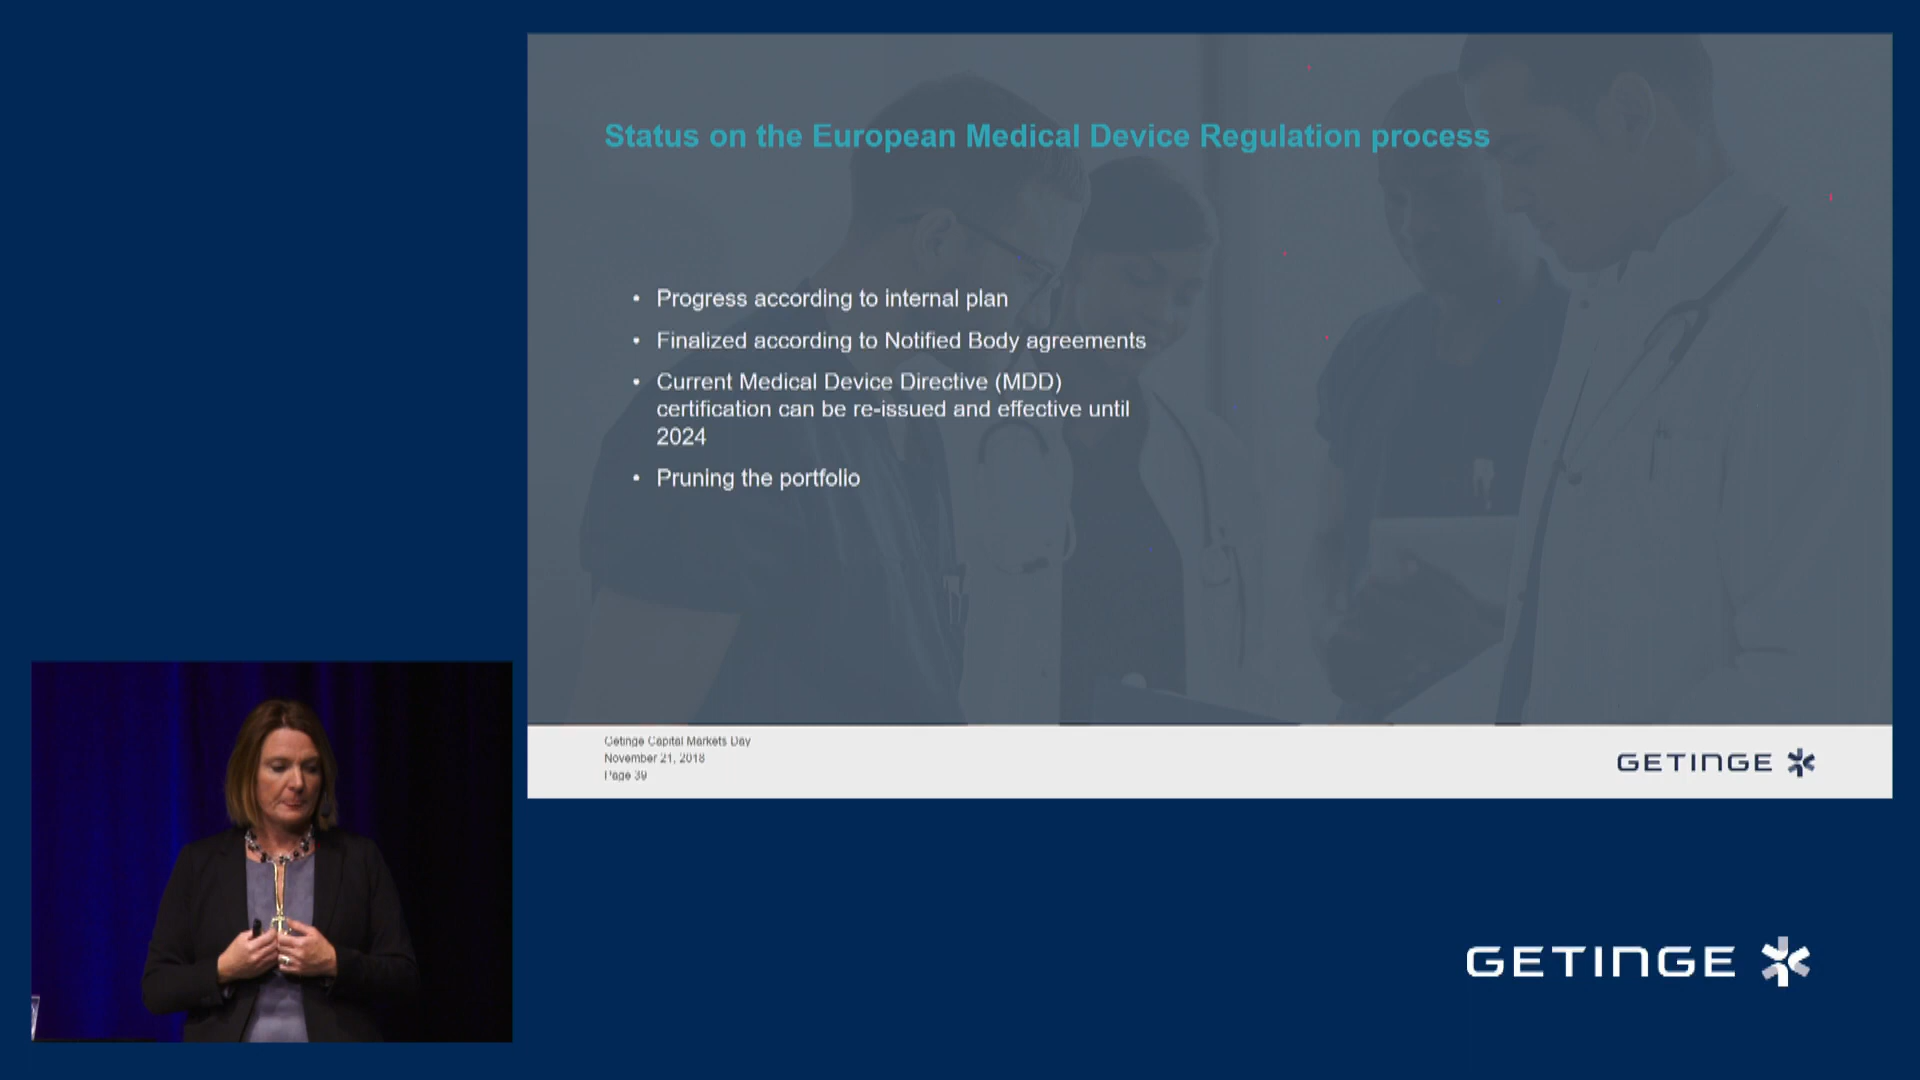 Status on the European Medical Device Regulation process
• Progress according to internal plan
• Finalized according to Notified Body agreements
• Current Medical Device Directive (MDD)
certification can be re-issued and effective until
2024
• Pruning the portfolio
Getinge Capital Markets Day
November 21, 2018
Page 39
GETINGE
GETINGE